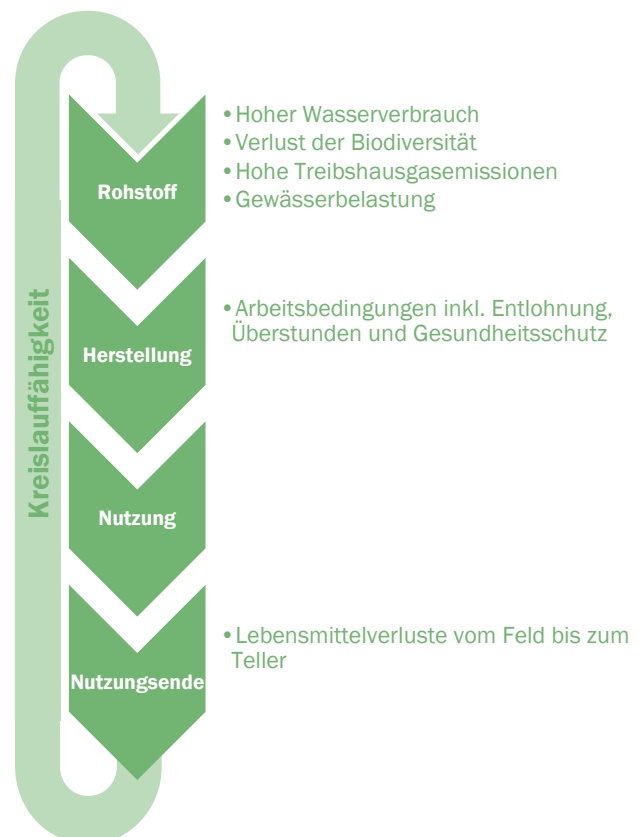 Kreislauffähigkeit
Rohstoff
• Hoher Wasserverbrauch
• Verlust der Biodiversität
• Hohe Treibshausgasemissionen
• Gewässerbelastung
Herstellung
• Arbeitsbedingungen inkl. Entlohnung,
Überstunden und Gesundheitsschutz
Nutzung
Nutzungsende
• Lebensmittelverluste vom Feld bis zum
Teller